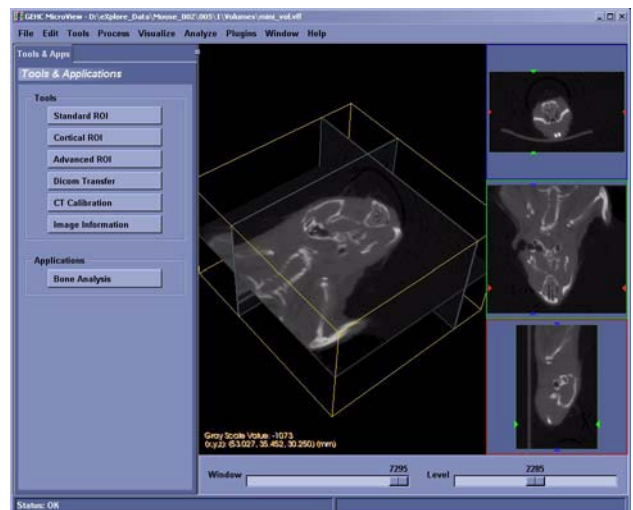 GEHC MicroView - D:\eXplore_Data\Mouse_D02\005\1\Volumes\mini_vol.vff
File Edit Tools Process Visualize Analyze Plugins Window Help
Tools & Apps
Tools & Applications
Tools
Standard ROI
Cortical ROI
Advanced ROI
Dicom Transfer
CT Calibration
Image Information
Applications
Bone Analysis
Gray Scale Value: -1073
(x,y,z): (53.027, 35.452, 30.250) (mm)
Window 7295 Level 2285
Status: OK